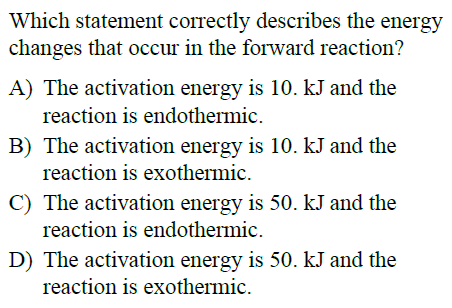 Which statement correctly describes the energy
changes that occur in the forward reaction?
A) The activation energy is 10. kJ and the
reaction is endothermic.
B) The activation energy is 10. kJ and the
reaction is exothermic.
C) The activation energy is 50. kJ and the
reaction is endothermic.
D) The activation energy is 50. kJ and the
reaction is exothermic.